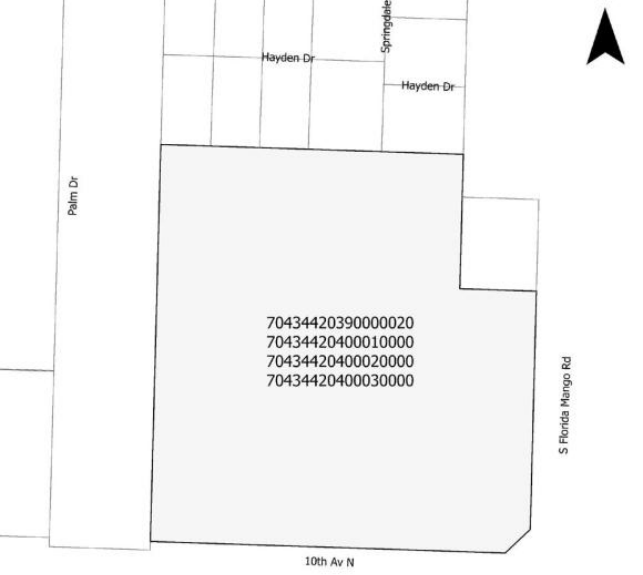 Springdale
Hayden Dr
Hayden Dr
Palm Dr
70434420390000020
70434420400010000
70434420400020000
70434420400030000
S Florida Mango Rd
10th Av N